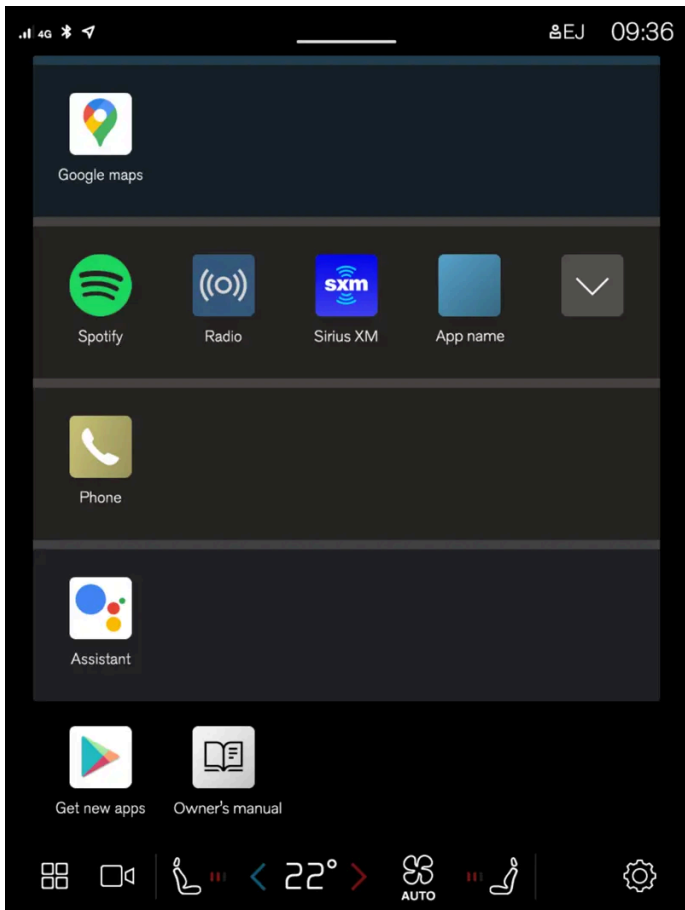 4G
EJ 09:36
Google maps
sxm
Spotify Radio Sirius XM App name
Phone
Assistant
Get new apps Owner's manual
22°
AUTO